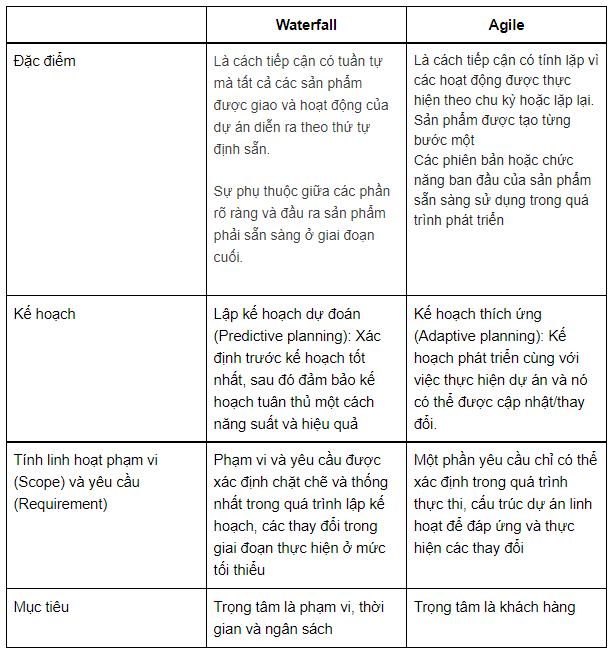 Waterfall
Agile
Đặc điểm
Là cách tiếp cận có tuần tự
mà tất cả các sản phẩm
được giao và hoạt động của
dự án diễn ra theo thứ tự
định sẵn.
Sự phụ thuộc giữa các phần
rõ ràng và đầu ra sản phẩm
phải sẵn sàng ở giai đoạn
cuối.
Là cách tiếp cận có tính lặp vì
các hoạt động được thực
hiện theo chu kỳ hoặc lặp lại.
Sản phẩm được tạo từng
bước một
Các phiên bản hoặc chức
năng ban đầu của sản phẩm
sẵn sàng sử dụng trong quá
trình phát triển
Kế hoạch
Lập kế hoạch dự đoán
(Predictive planning): Xác
định trước kế hoạch tốt
nhất, sau đó đảm bảo kế
hoạch tuân thủ một cách
năng suất và hiệu quả
Kế hoạch thích ứng
(Adaptive planning): Kế
hoạch phát triển cùng với
việc thực hiện dự án và nó
có thể được cập nhật/thay
đổi.
Tính linh hoạt phạm vi
(Scope) và yêu cầu
(Requirement)
Phạm vi và yêu cầu được
xác định chặt chẽ và thống
nhất trong quá trình lập kế
hoạch, các thay đổi trong
giai đoạn thực hiện ở mức
tối thiểu
Một phần yêu cầu chỉ có thể
xác định trong quá trình
thực thi, cấu trúc dự án linh
hoạt để đáp ứng và thực
hiện các thay đổi
Mục tiêu
Trọng tâm là phạm vi, thời
gian và ngân sách
Trọng tâm là khách hàng